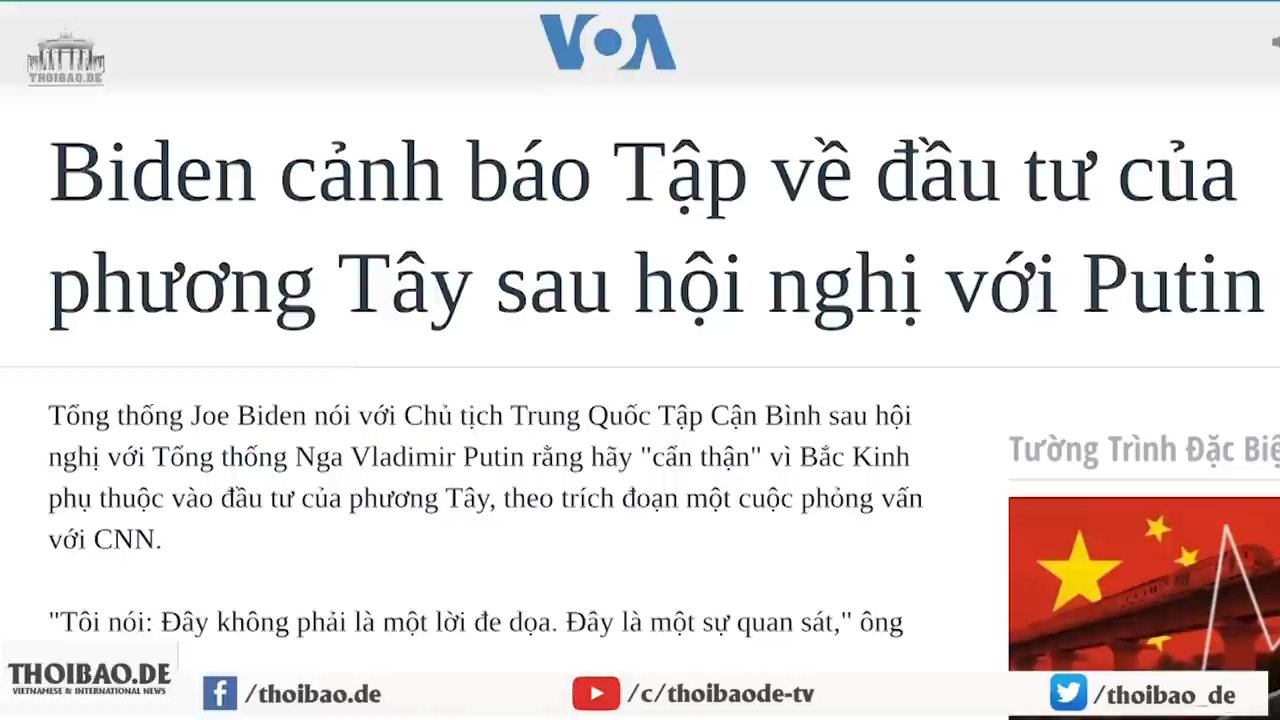 VOA
THOIBAO.DE
Biden cảnh báo Tập về đầu tư của
phương Tây sau hội nghị với Putin
Tổng thống Joe Biden nói với Chủ tịch Trung Quốc Tập Cận Bình sau hội
nghị với Tổng thống Nga Vladimir Putin rằng hãy "cẩn thận" vì Bắc Kinh
phụ thuộc vào đầu tư của phương Tây, theo trích đoạn một cuộc phỏng vấn
với CNN.
"Tôi nói: Đây không phải là một lời đe dọa. Đây là một sự quan sát," ông
Tường Trình Đặc Biệ
THOIBAO.DE
VIETNAMESE & INTERNATIONAL NEWS
/thoibao.de
/c/thoibaode-tv
/thoibao_de